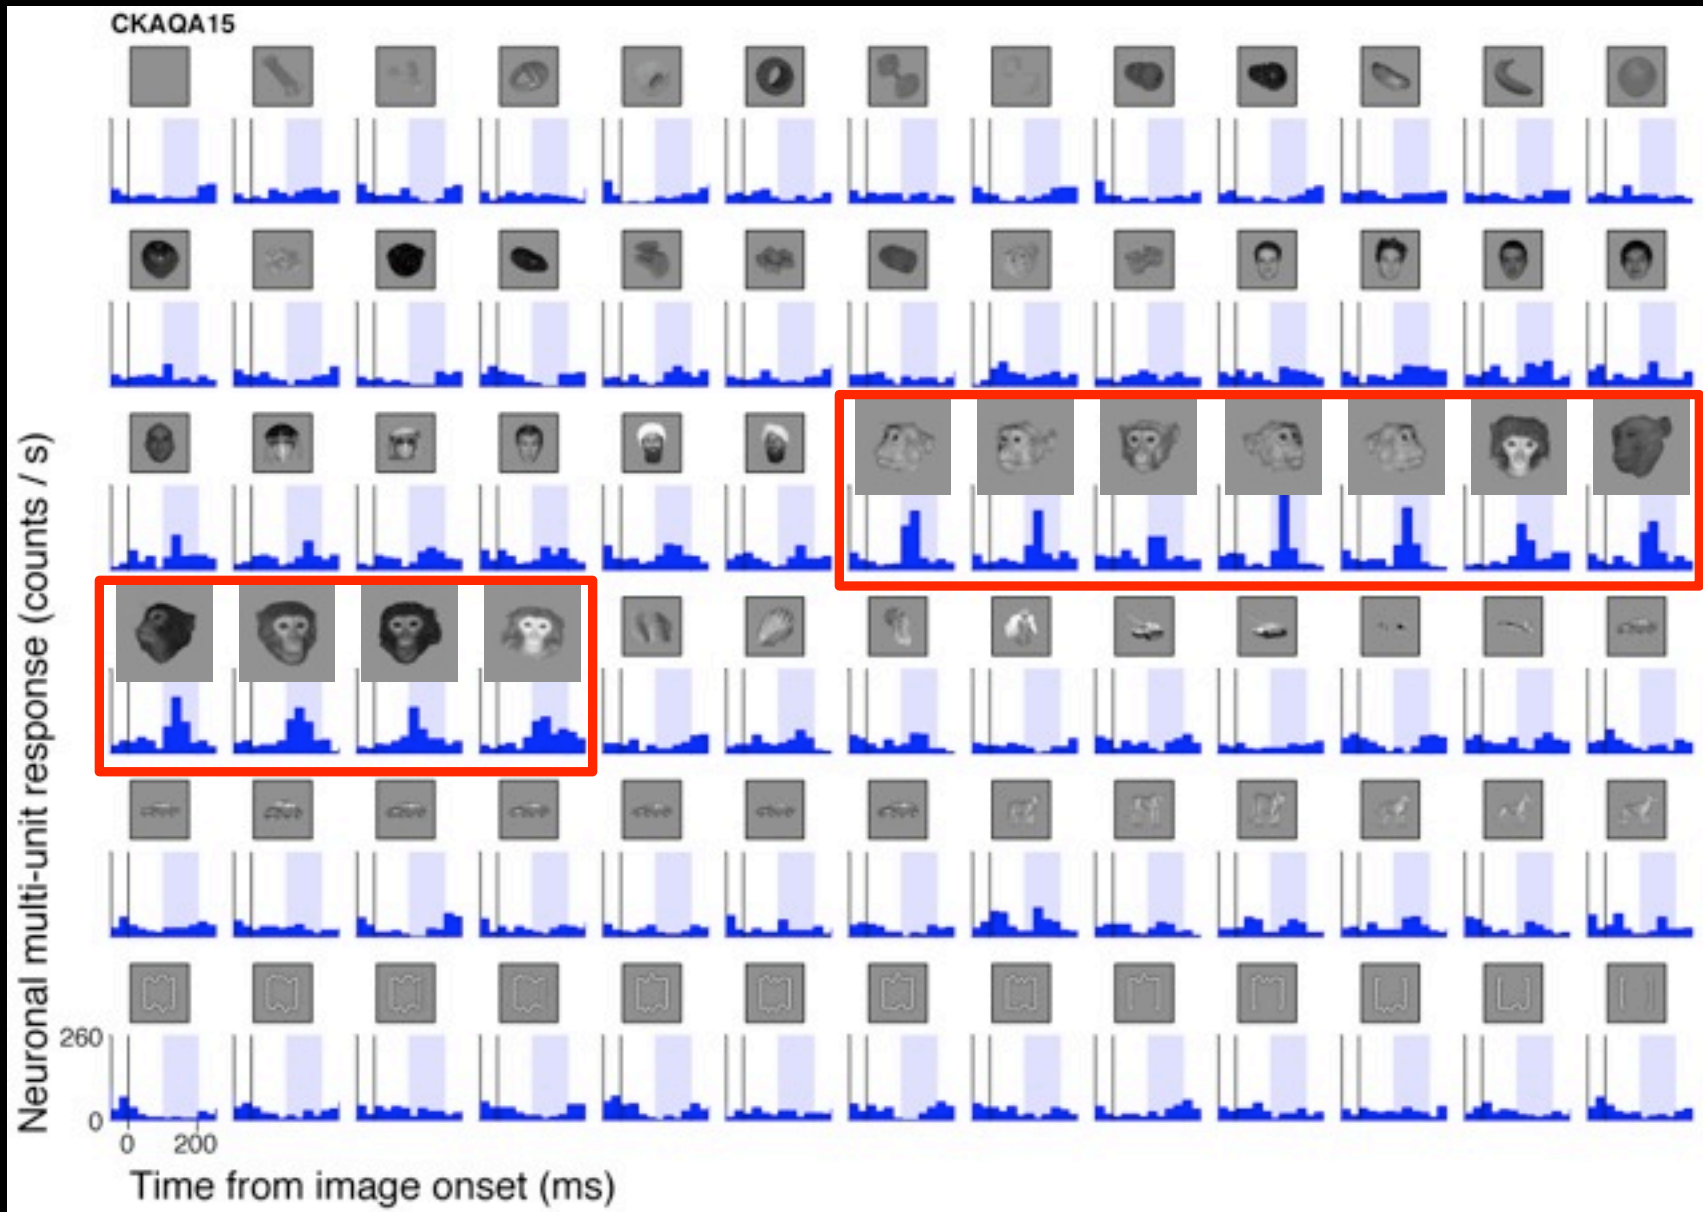 CKAQA15
Neuronal multi-unit response (counts / s)
260
0
0 200
Time from image onset (ms)